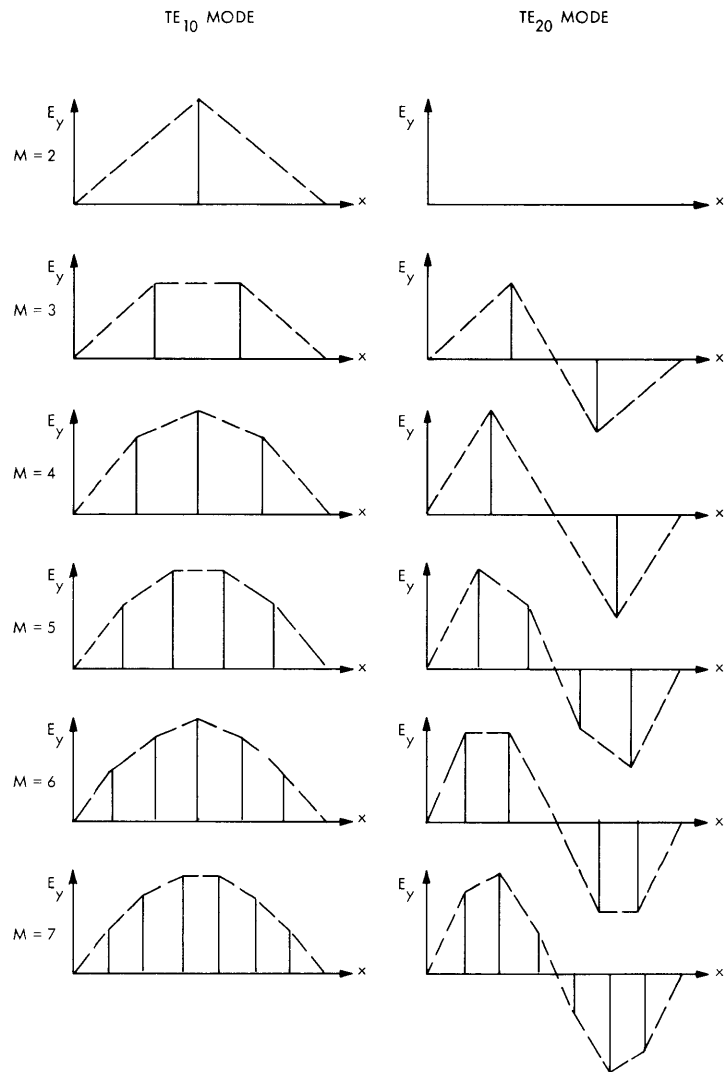 TE10 MODE TE20 MODE
Ey Ey
M = 2
x x
Ey Ey
M = 3
x x
Ey Ey
M = 4
x x
Ey Ey
M = 5
x x
Ey Ey
M = 6
x x
Ey Ey
M = 7
x x